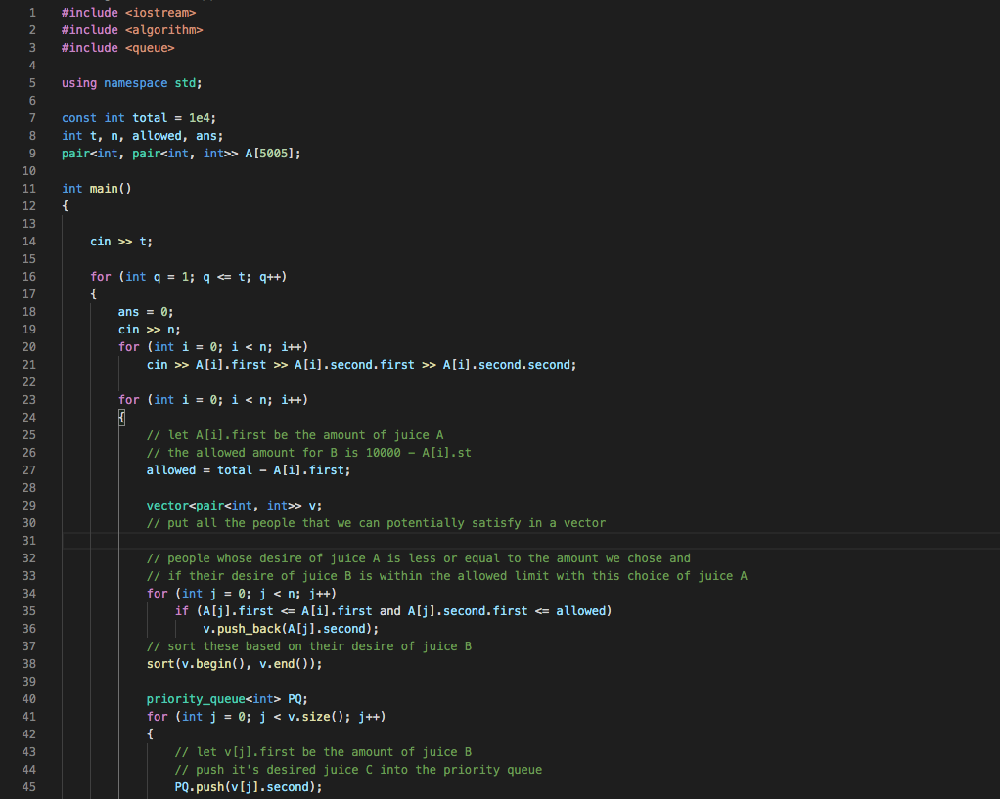 1 #include <iostream>
2 #include <algorithm>
3 #include <queue>
4
5 using namespace std;
6
7 const int total = 1e4;
8 int t, n, allowed, ans;
9 pair<int, pair<int, int>> A[5005];
10
11 int main()
12 {
13
14 cin >> t;
15
16 for (int q = 1; q <= t; q++)
17 {
18 ans = 0;
19 cin >> n;
20 for (int i = 0; i < n; i++)
21 cin >> A[i].first >> A[i].second.first >> A[i].second.second;
22
23 for (int i = 0; i < n; i++)
24 {
25 // let A[i].first be the amount of juice A
26 // the allowed amount for B is 10000 - A[i].st
27 allowed = total - A[i].first;
28
29 vector<pair<int, int>> v;
30 // put all the people that we can potentially satisfy in a vector
31
32 // people whose desire of juice A is less or equal to the amount we chose and
33 // if their desire of juice B is within the allowed limit with this choice of juice A
34 for (int j = 0; j < n; j++)
35 if (A[j].first <= A[i].first and A[j].second.first <= allowed)
36 v.push_back(A[j].second);
37 // sort these based on their desire of juice B
38 sort(v.begin(), v.end());
39
40 priority_queue<int> PQ;
41 for (int j = 0; j < v.size(); j++)
42 {
43 // let v[j].first be the amount of juice B
44 // push it's desired juice C into the priority queue
45 PQ.push(v[j].second);